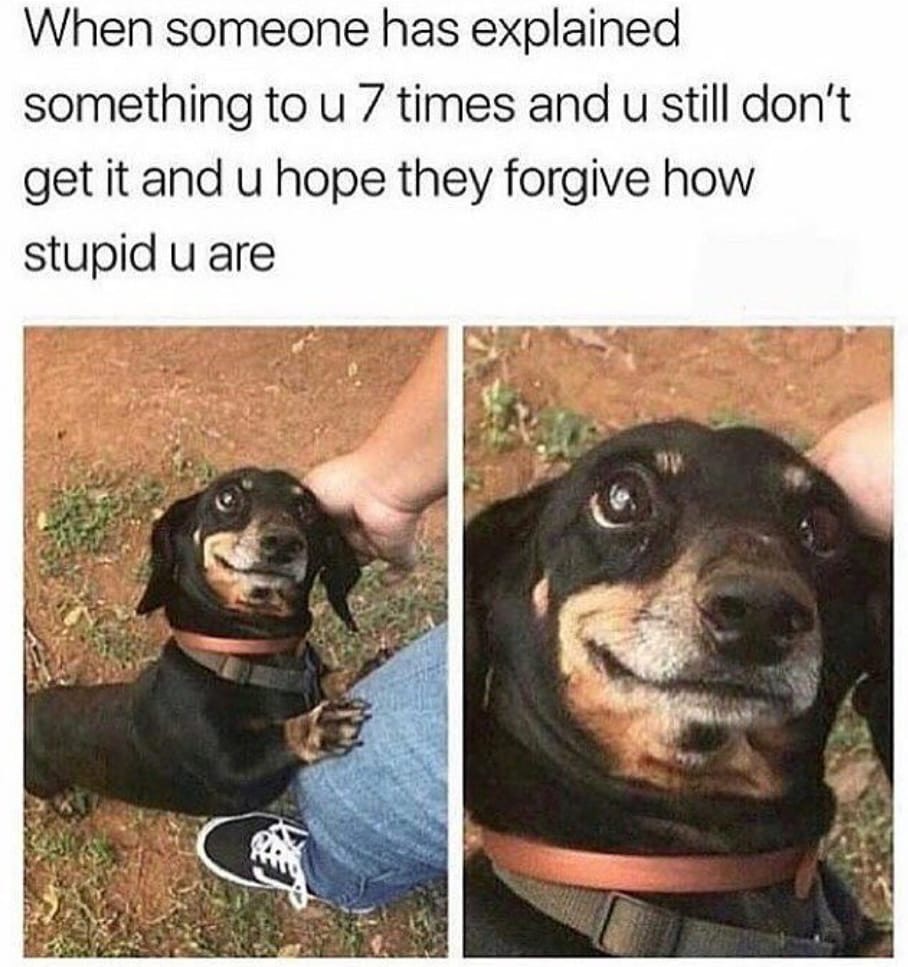 When someone has explained
something to u 7 times and u still don't
get it and u hope they forgive how
stupid u are